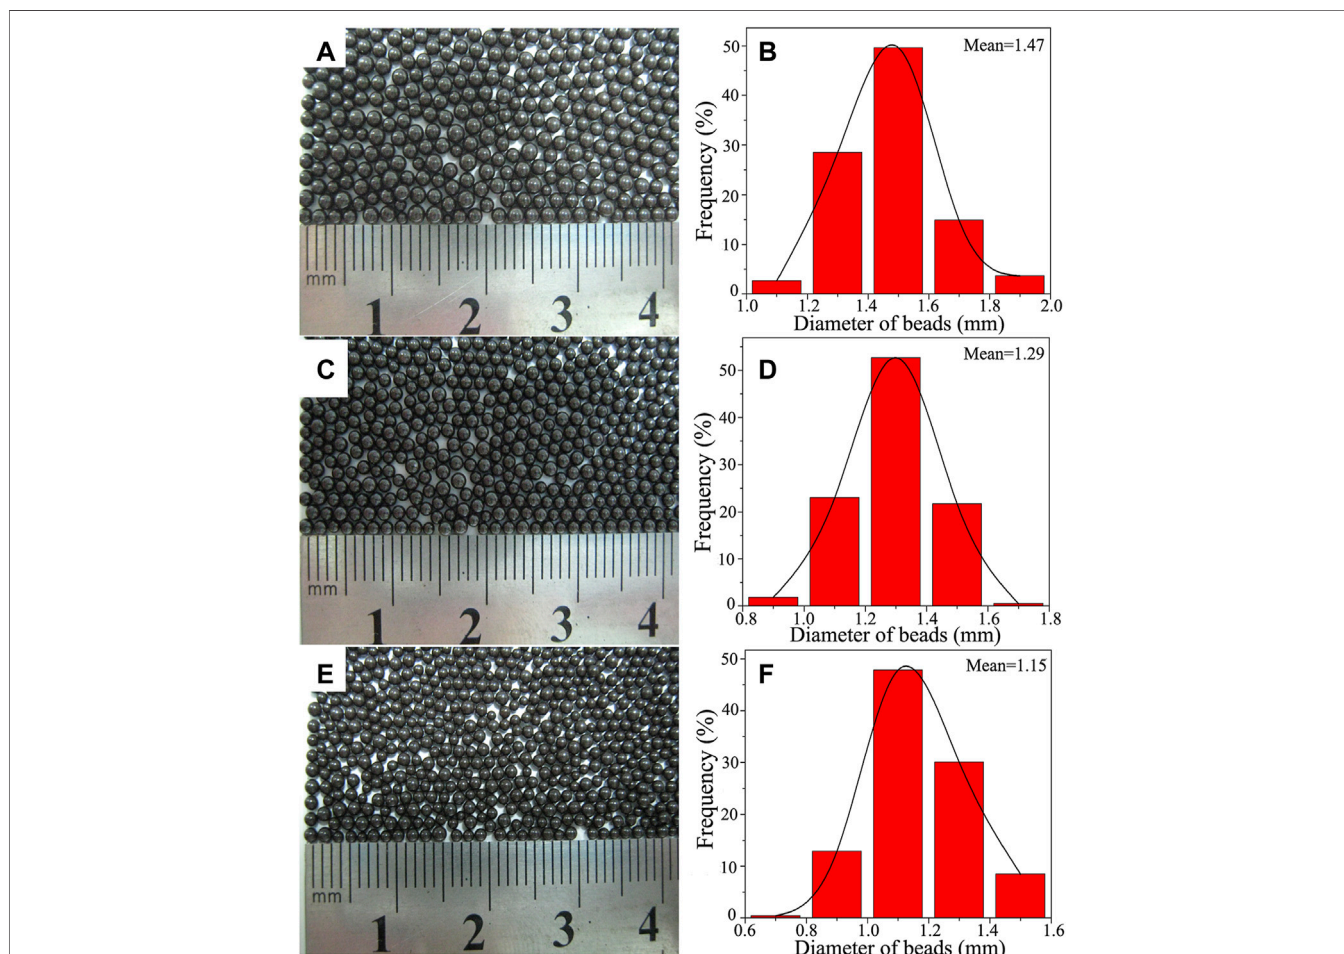 A
mm
1 2 3 4
B
Mean=1.47
Frequency (%)
50
40
30
20
10
0
1.0 1.2 1.4 1.6 1.8 2.0
Diameter of beads (mm)
C
mm
1 2 3 4
D
Mean=1.29
Frequency (%)
50
40
30
20
10
0
0.8 1.0 1.2 1.4 1.6 1.8
Diameter of beads (mm)
E
mm
1 2 3 4
F
Mean=1.15
Frequency (%)
50
40
30
20
10
0
0.6 0.8 1.0 1.2 1.4 1.6
Diameter of beads (mm)